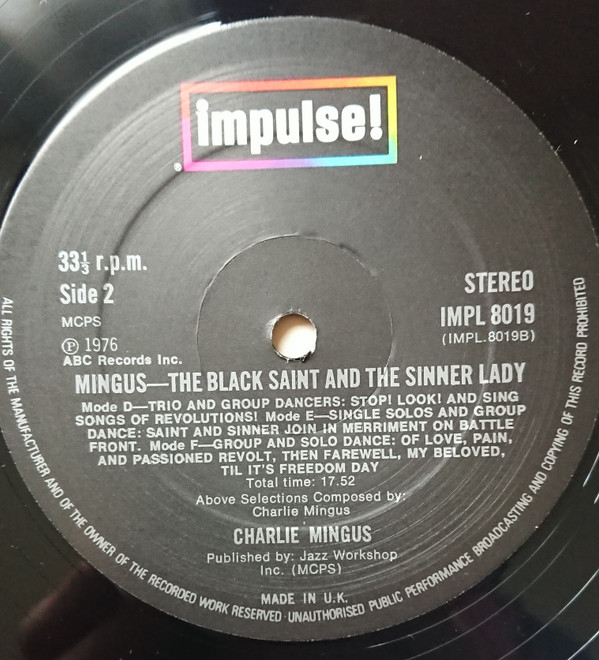 impulse!
®
33⅓ r.p.m.
Side 2
MCPS
Ⓟ 1976
ABC Records Inc.
STEREO
IMPL 8019
(IMPL.8019B)
MINGUS—THE BLACK SAINT AND THE SINNER LADY
Mode D—TRIO AND GROUP DANCERS: STOP! LOOK! AND SING
SONGS OF REVOLUTIONS! Mode E—SINGLE SOLOS AND GROUP
DANCE: SAINT AND SINNER JOIN IN MERRIMENT ON BATTLE
FRONT. Mode F—GROUP AND SOLO DANCE: OF LOVE, PAIN,
AND PASSIONED REVOLT, THEN FAREWELL, MY BELOVED,
TIL IT'S FREEDOM DAY
Total time: 17.52
Above Selections Composed by:
Charlie Mingus
CHARLIE MINGUS
Published by: Jazz Workshop
Inc. (MCPS)
MADE IN U.K.
ALL RIGHTS OF THE MANUFACTURER AND OF THE OWNER OF THE RECORDED WORK RESERVED · UNAUTHORISED PUBLIC PERFORMANCE BROADCASTING AND COPYING OF THIS RECORD PROHIBITED